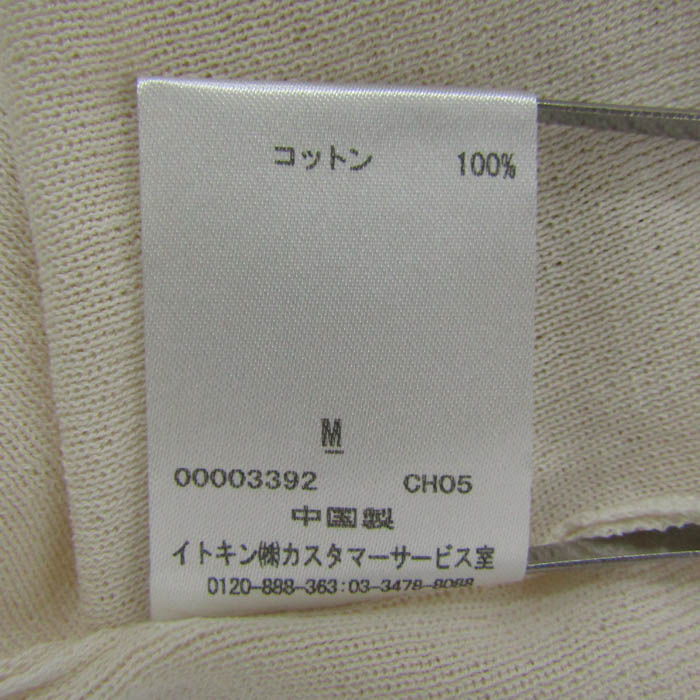 コットン 100%
M
00003392 CH05
中国製
イトキン㈱カスタマーサービス室
0120-888-363:03-3478-8088